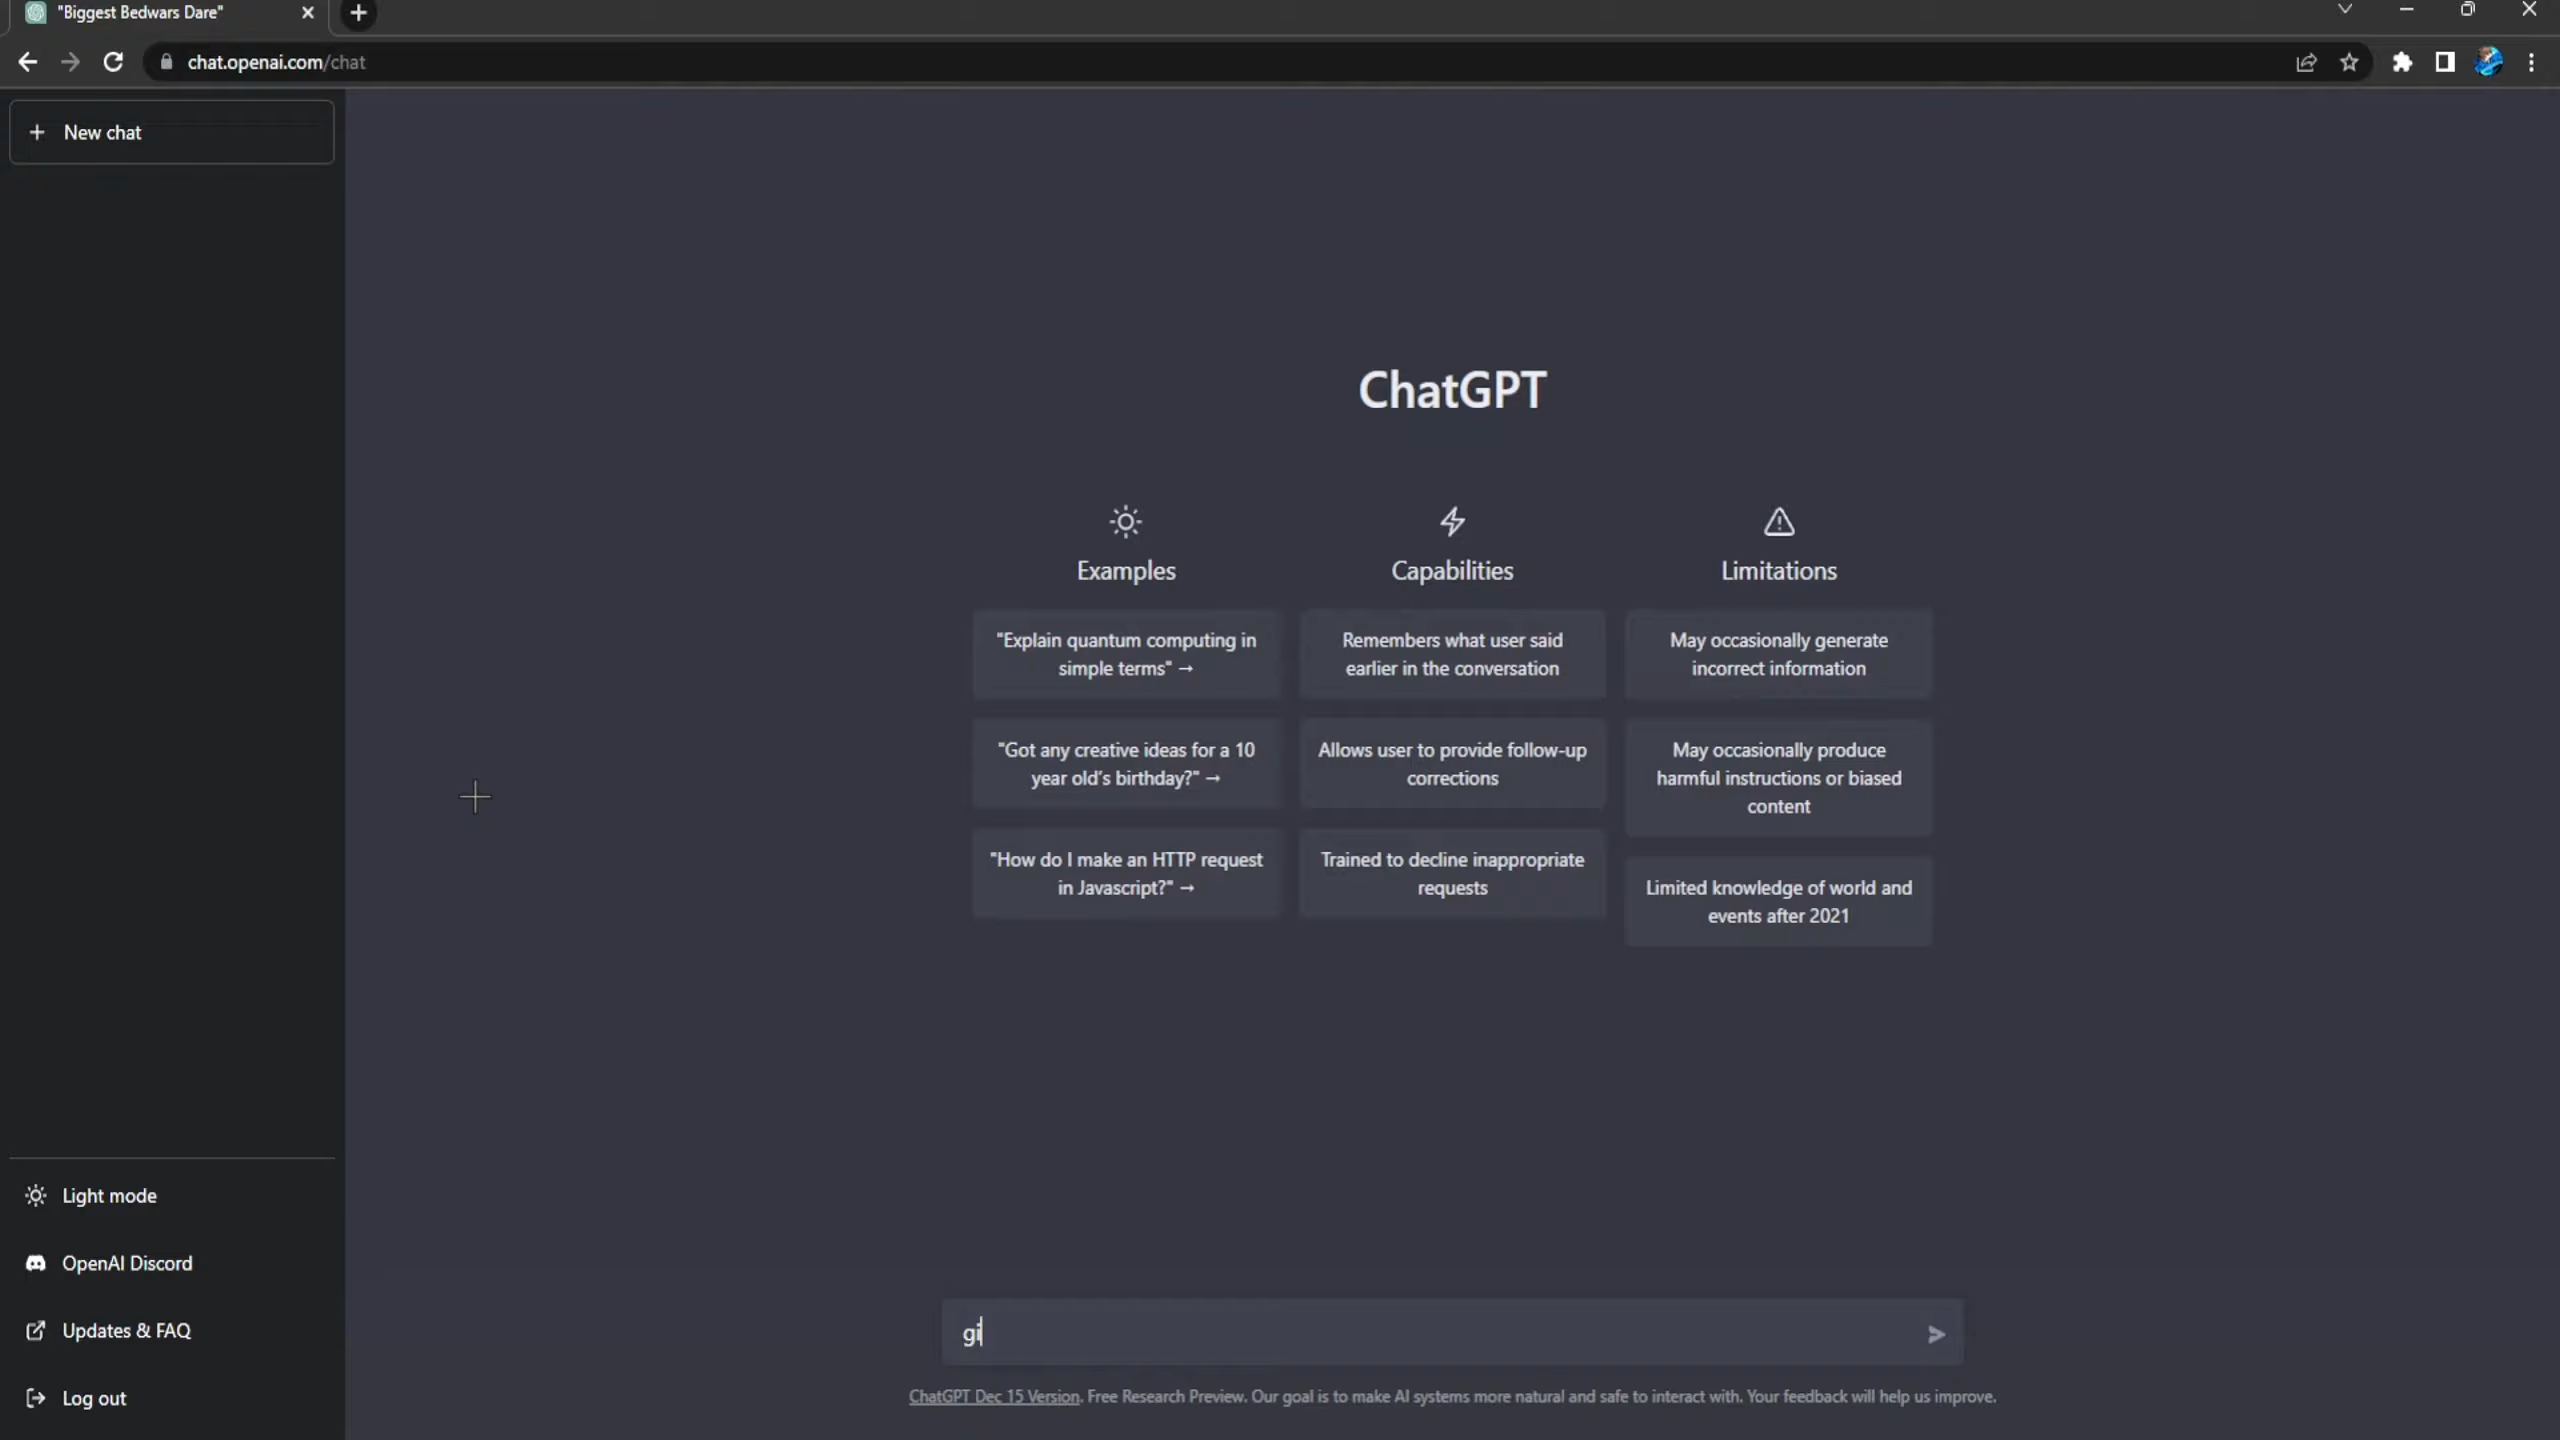 "Biggest Bedwars Dare"
chat.openai.com/chat
New chat
ChatGPT
Examples
Capabilities
Limitations
"Explain quantum computing in
simple terms" →
Remembers what user said
earlier in the conversation
May occasionally generate
incorrect information
"Got any creative ideas for a 10
year old's birthday?" →
Allows user to provide follow-up
corrections
May occasionally produce
harmful instructions or biased
content
"How do I make an HTTP request
in Javascript?" →
Trained to decline inappropriate
requests
Limited knowledge of world and
events after 2021
Light mode
OpenAI Discord
Updates & FAQ
Log out
gi
ChatGPT Dec 15 Version. Free Research Preview. Our goal is to make AI systems more natural and safe to interact with. Your feedback will help us improve.